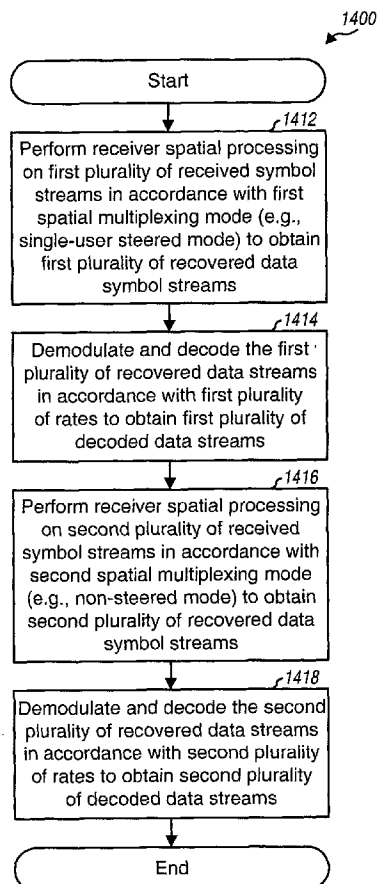 1400
Start
1412
Perform receiver spatial processing
on first plurality of received symbol
streams in accordance with first
spatial multiplexing mode (e.g.,
single-user steered mode) to obtain
first plurality of recovered data
symbol streams
1414
Demodulate and decode the first
plurality of recovered data streams
in accordance with first plurality
of rates to obtain first plurality of
decoded data streams
1416
Perform receiver spatial processing
on second plurality of received
symbol streams in accordance with
second spatial multiplexing mode
(e.g., non-steered mode) to obtain
second plurality of recovered data
symbol streams
1418
Demodulate and decode the second
plurality of recovered data streams
in accordance with second plurality
of rates to obtain second plurality
of decoded data streams
End